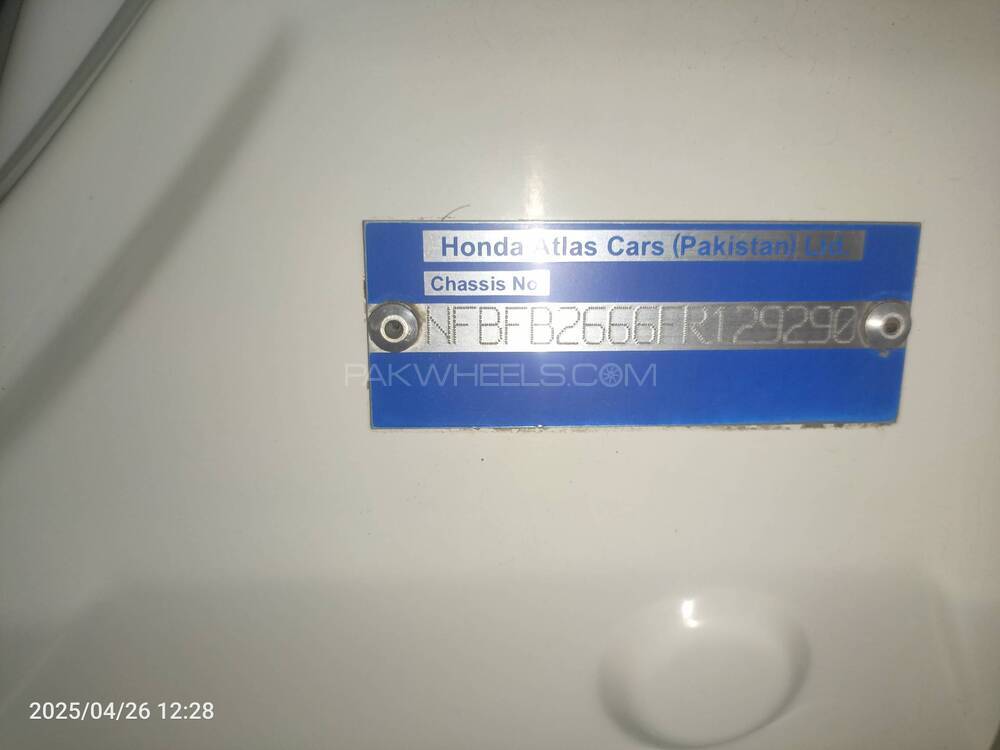 Honda Atlas Cars (Pakistan) Ltd.
Chassis No
NFBFB2666FR129290
PAKWHEELS.COM
2025/04/26 12:28